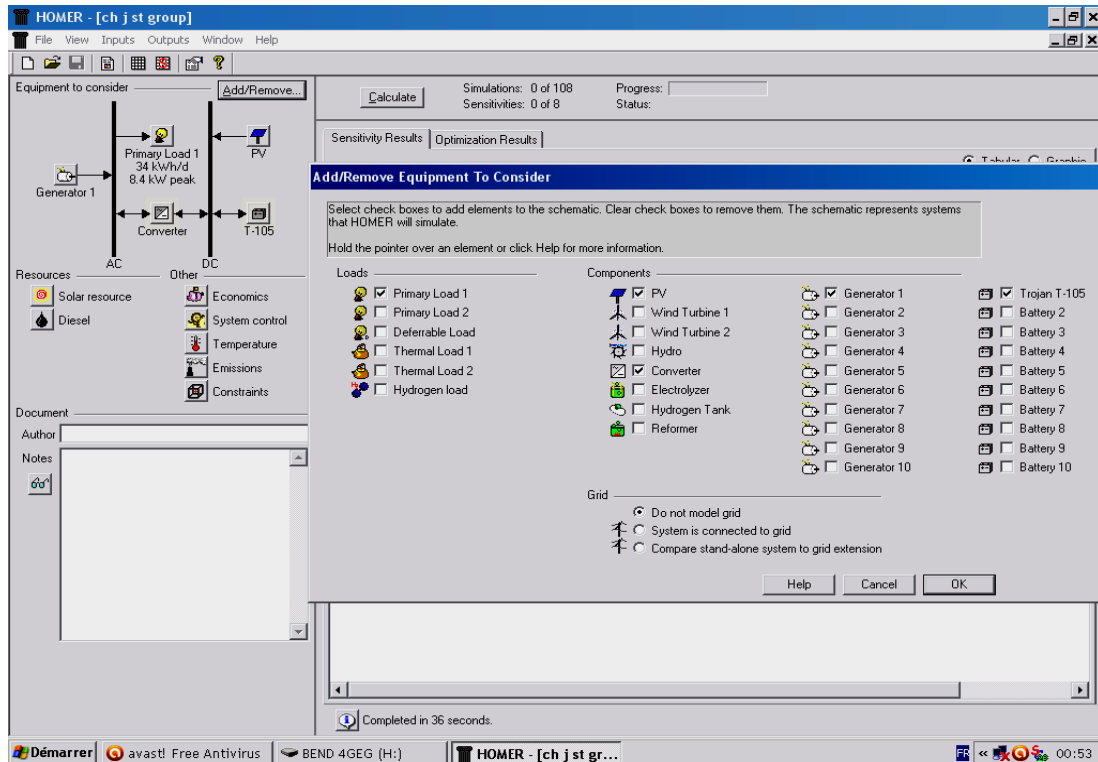 HOMER - [ch j st group]
File View Inputs Outputs Window Help
Equipment to consider Add/Remove...
Primary Load 1
34 kWh/d
8.4 kW peak
PV
Generator 1
Converter
T-105
AC DC
Resources Other
Solar resource
Diesel
Economics
System control
Temperature
Emissions
Constraints
Document
Author
Notes
Calculate
Simulations: 0 of 108 Progress:
Sensitivities: 0 of 8 Status:
Sensitivity Results Optimization Results
Add/Remove Equipment To Consider
Select check boxes to add elements to the schematic. Clear check boxes to remove them. The schematic represents systems
that HOMER will simulate.
Hold the pointer over an element or click Help for more information.
Loads
Primary Load 1
Primary Load 2
Deferrable Load
Thermal Load 1
Thermal Load 2
Hydrogen load
Components
PV
Wind Turbine 1
Wind Turbine 2
Hydro
Converter
Electrolyzer
Hydrogen Tank
Reformer
Generator 1
Generator 2
Generator 3
Generator 4
Generator 5
Generator 6
Generator 7
Generator 8
Generator 9
Generator 10
Trojan T-105
Battery 2
Battery 3
Battery 4
Battery 5
Battery 6
Battery 7
Battery 8
Battery 9
Battery 10
Grid
Do not model grid
System is connected to grid
Compare stand-alone system to grid extension
Help Cancel OK
Completed in 36 seconds.
Démarrer avast! Free Antivirus BEND 4GEG (H:) HOMER - [ch j st gr... FR « 00:53